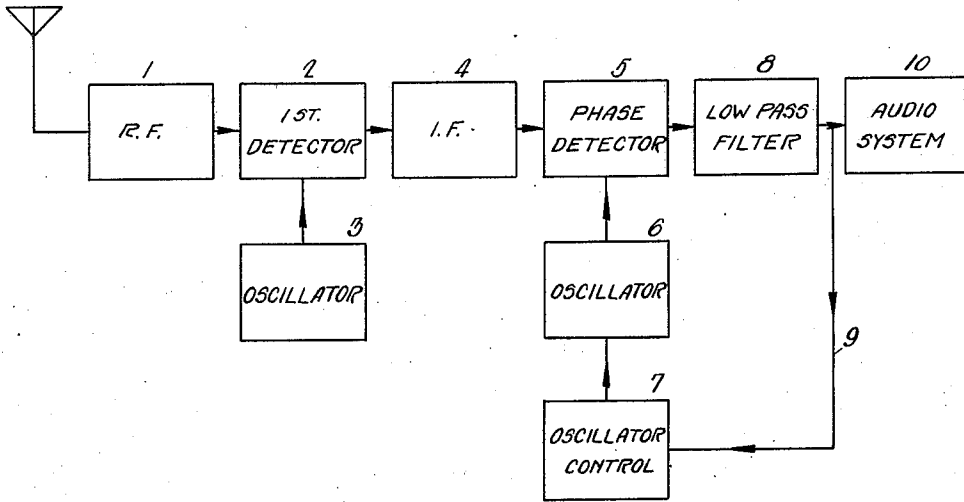 1
R.F.
2
1ST.
DETECTOR
4
I.F.
5
PHASE
DETECTOR
8
LOW PASS
FILTER
10
AUDIO
SYSTEM
3
OSCILLATOR
6
OSCILLATOR
9
7
OSCILLATOR
CONTROL